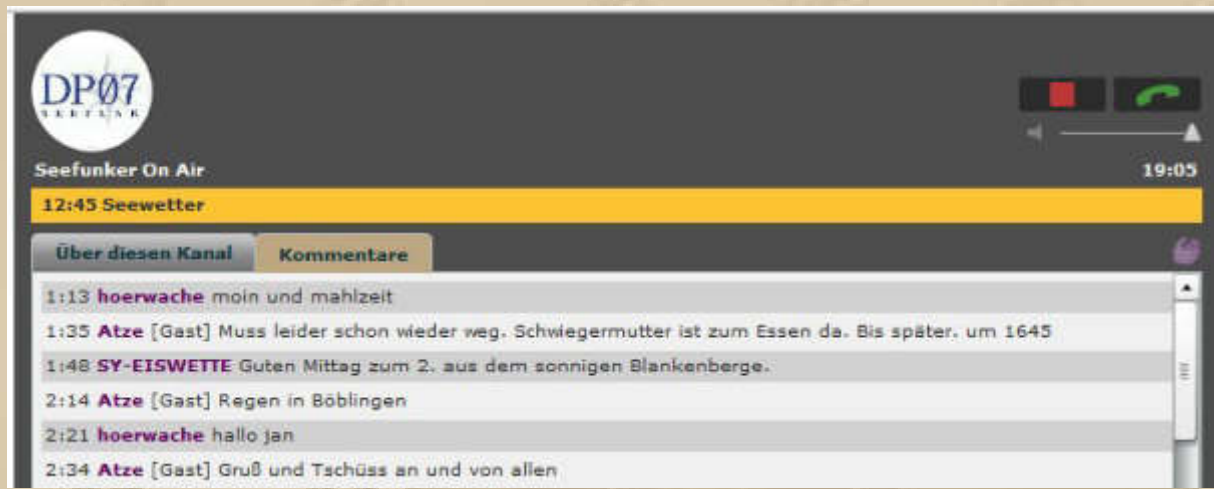 DP07
SEEFUNK
Seefunker On Air
19:05
12:45 Seewetter
Über diesen Kanal
Kommentare
1:13 hoerwache moin und mahlzeit
1:35 Atze [Gast] Muss leider schon wieder weg. Schwiegermutter ist zum Essen da. Bis später. um 1645
1:48 SY-EISWETTE Guten Mittag zum 2. aus dem sonnigen Blankenberge.
2:14 Atze [Gast] Regen in Böblingen
2:21 hoerwache hallo jan
2:34 Atze [Gast] Gruß und Tschüss an und von allen